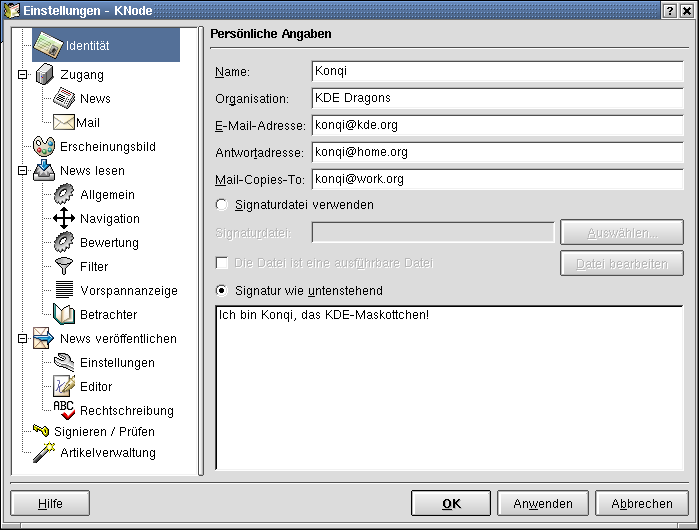 Einstellungen - KNode
Identität
Zugang
News
Mail
Erscheinungsbild
News lesen
Allgemein
Navigation
Bewertung
Filter
Vorspannanzeige
Betrachter
News veröffentlichen
Einstellungen
Editor
ABC
Rechtschreibung
Signieren / Prüfen
Artikelverwaltung
Persönliche Angaben
Name: Konqi
Organisation: KDE Dragons
E-Mail-Adresse: konqi@kde.org
Antwortadresse: konqi@home.org
Mail-Copies-To: konqi@work.org
Signaturdatei verwenden
Signaturdatei: Auswählen...
Die Datei ist eine ausführbare Datei Datei bearbeiten
Signatur wie untenstehend
Ich bin Konqi, das KDE-Maskottchen!
Hilfe OK Anwenden Abbrechen